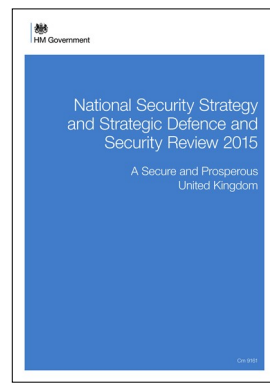 HM Government
National Security Strategy
and Strategic Defence and
Security Review 2015
A Secure and Prosperous
United Kingdom
Cm 9161